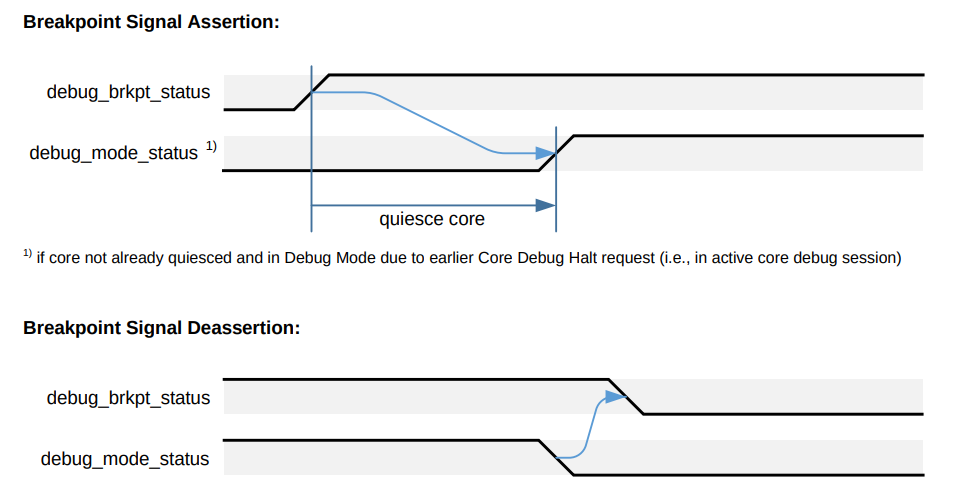 Breakpoint Signal Assertion:
debug_brkpt_status
debug_mode_status 1)
quiesce core
1) if core not already quiesced and in Debug Mode due to earlier Core Debug Halt request (i.e., in active core debug session)
Breakpoint Signal Deassertion:
debug_brkpt_status
debug_mode_status